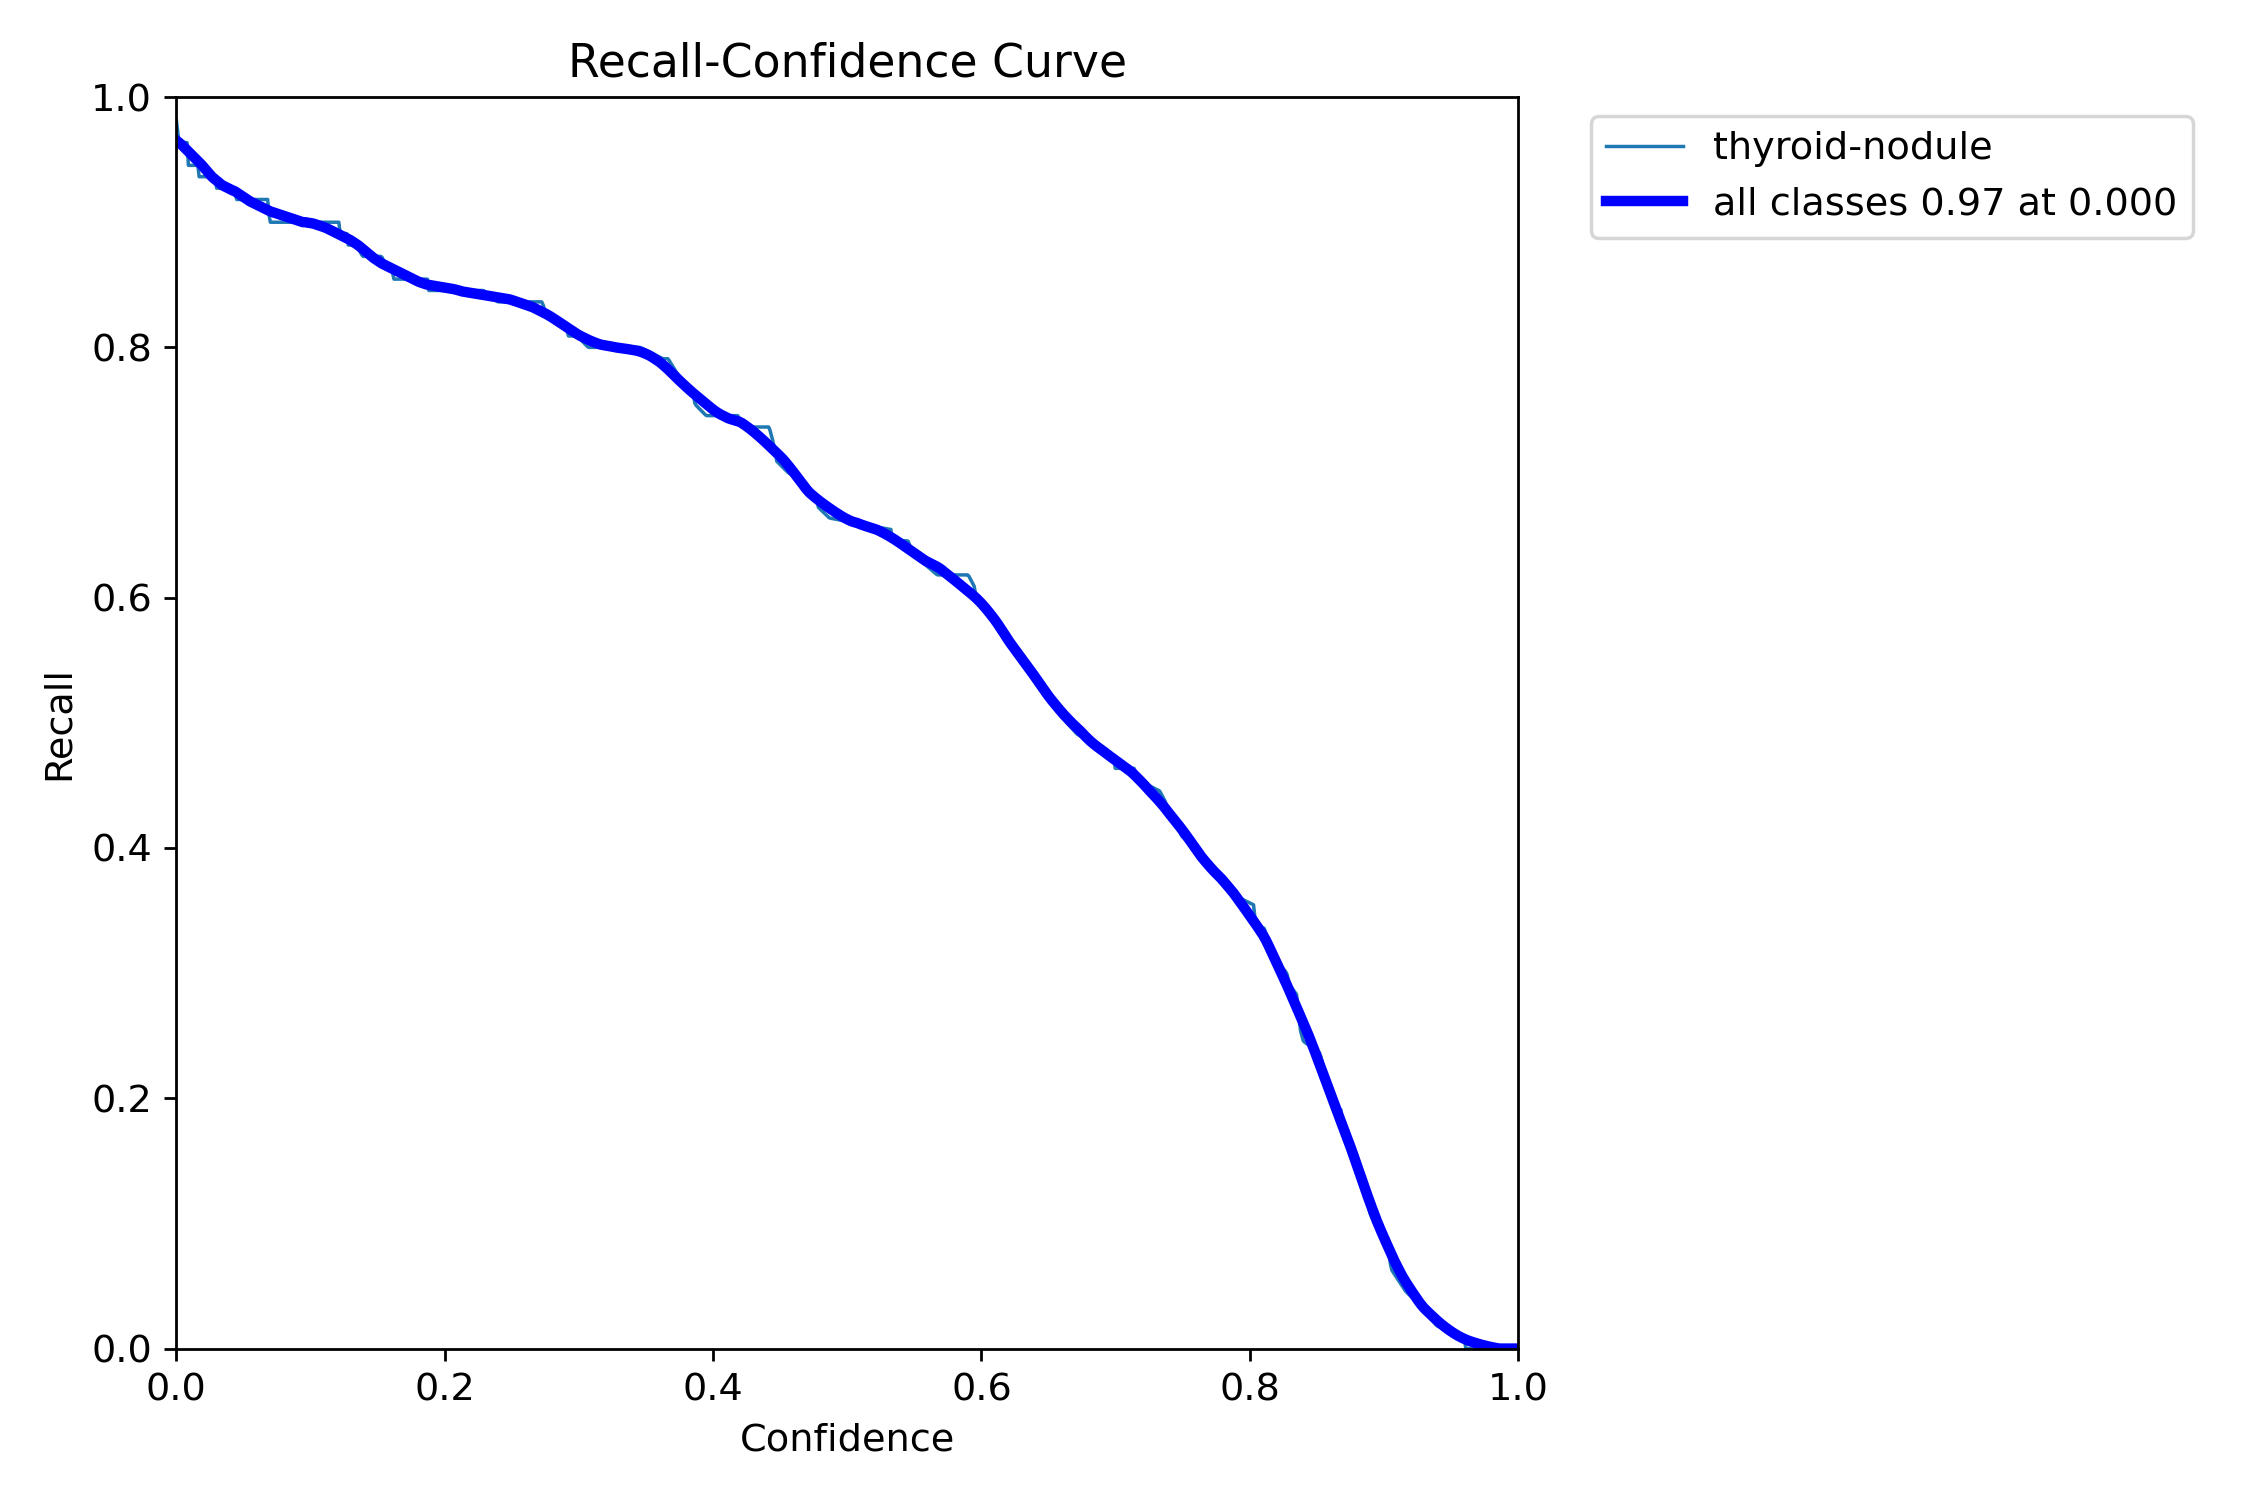 Recall-Confidence Curve
1.0
0.8
0.6
0.4
0.2
0.0
Recall
0.0 0.2 0.4 0.6 0.8 1.0
Confidence
thyroid-nodule
all classes 0.97 at 0.000